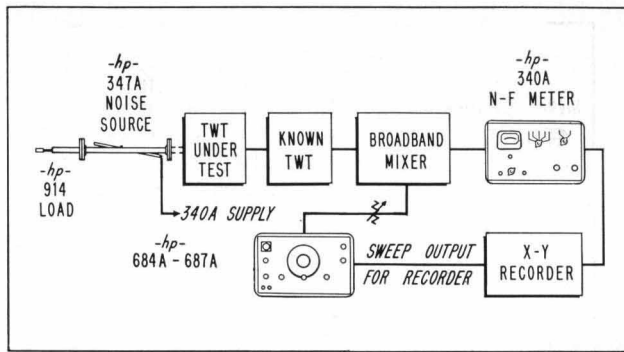 -hp-
347A
NOISE
SOURCE
-hp-
914
LOAD
TWT
UNDER
TEST
KNOWN
TWT
BROADBAND
MIXER
-hp-
340A
N-F METER
340A SUPPLY
-hp-
684A-687A
SWEEP OUTPUT
FOR RECORDER
X-Y
RECORDER